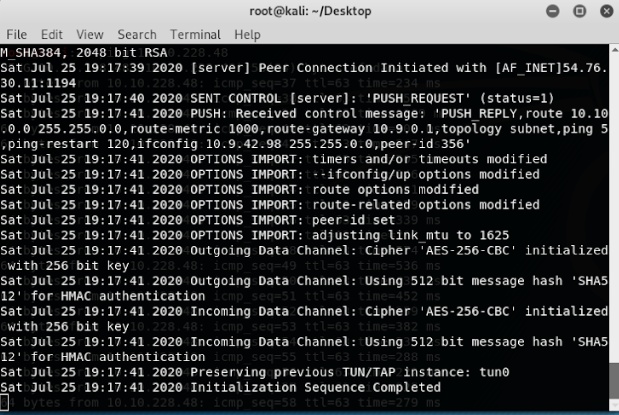 root@kali: ~/Desktop
File Edit View Search Terminal Help
M_SHA384, 2048 bit RSA
Sat Jul 25 19:17:39 2020 [server] Peer Connection Initiated with [AF_INET]54.76.
30.11:1194
Sat Jul 25 19:17:40 2020 SENT CONTROL [server]: 'PUSH_REQUEST' (status=1)
Sat Jul 25 19:17:41 2020 PUSH: Received control message: 'PUSH_REPLY,route 10.10
.0.0 255.255.0.0,route-metric 1000,route-gateway 10.9.0.1,topology subnet,ping 5
,ping-restart 120,ifconfig 10.9.42.98 255.255.0.0,peer-id 356'
Sat Jul 25 19:17:41 2020 OPTIONS IMPORT: timers and/or timeouts modified
Sat Jul 25 19:17:41 2020 OPTIONS IMPORT: --ifconfig/up options modified
Sat Jul 25 19:17:41 2020 OPTIONS IMPORT: route options modified
Sat Jul 25 19:17:41 2020 OPTIONS IMPORT: route-related options modified
Sat Jul 25 19:17:41 2020 OPTIONS IMPORT: peer-id set
Sat Jul 25 19:17:41 2020 OPTIONS IMPORT: adjusting link_mtu to 1625
Sat Jul 25 19:17:41 2020 Outgoing Data Channel: Cipher 'AES-256-CBC' initialized
with 256 bit key
Sat Jul 25 19:17:41 2020 Outgoing Data Channel: Using 512 bit message hash 'SHA5
12' for HMAC authentication
Sat Jul 25 19:17:41 2020 Incoming Data Channel: Cipher 'AES-256-CBC' initialized
with 256 bit key
Sat Jul 25 19:17:41 2020 Incoming Data Channel: Using 512 bit message hash 'SHA5
12' for HMAC authentication
Sat Jul 25 19:17:41 2020 Preserving previous TUN/TAP instance: tun0
Sat Jul 25 19:17:41 2020 Initialization Sequence Completed
bytes from 10.10.228.48: icmp_seq=58 ttl=63 time=279 ms